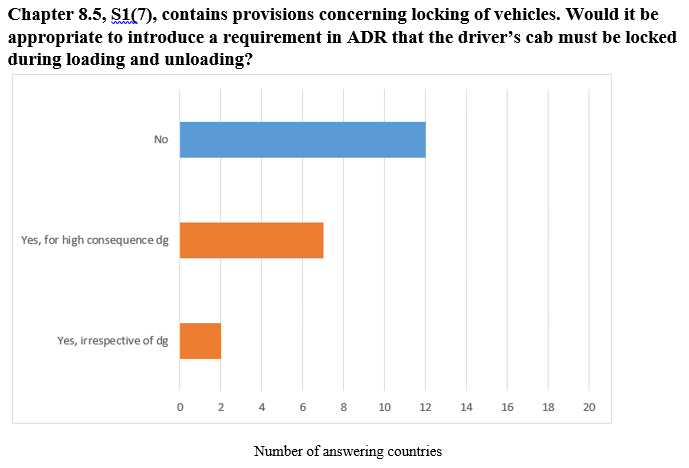 Chapter 8.5, S1(7), contains provisions concerning locking of vehicles. Would it be
appropriate to introduce a requirement in ADR that the driver’s cab must be locked
during loading and unloading?
No
Yes, for high consequence dg
Yes, irrespective of dg
0 2 4 6 8 10 12 14 16 18 20
Number of answering countries